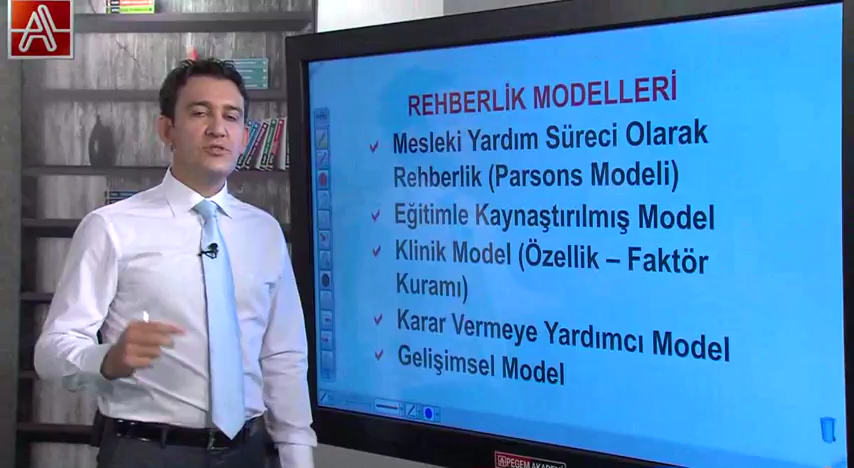 REHBERLİK MODELLERİ
Mesleki Yardım Süreci Olarak
Rehberlik (Parsons Modeli)
Eğitimle Kaynaştırılmış Model
Klinik Model (Özellik – Faktör
Kuramı)
Karar Vermeye Yardımcı Model
Gelişimsel Model
PEGEM AKADEMİ